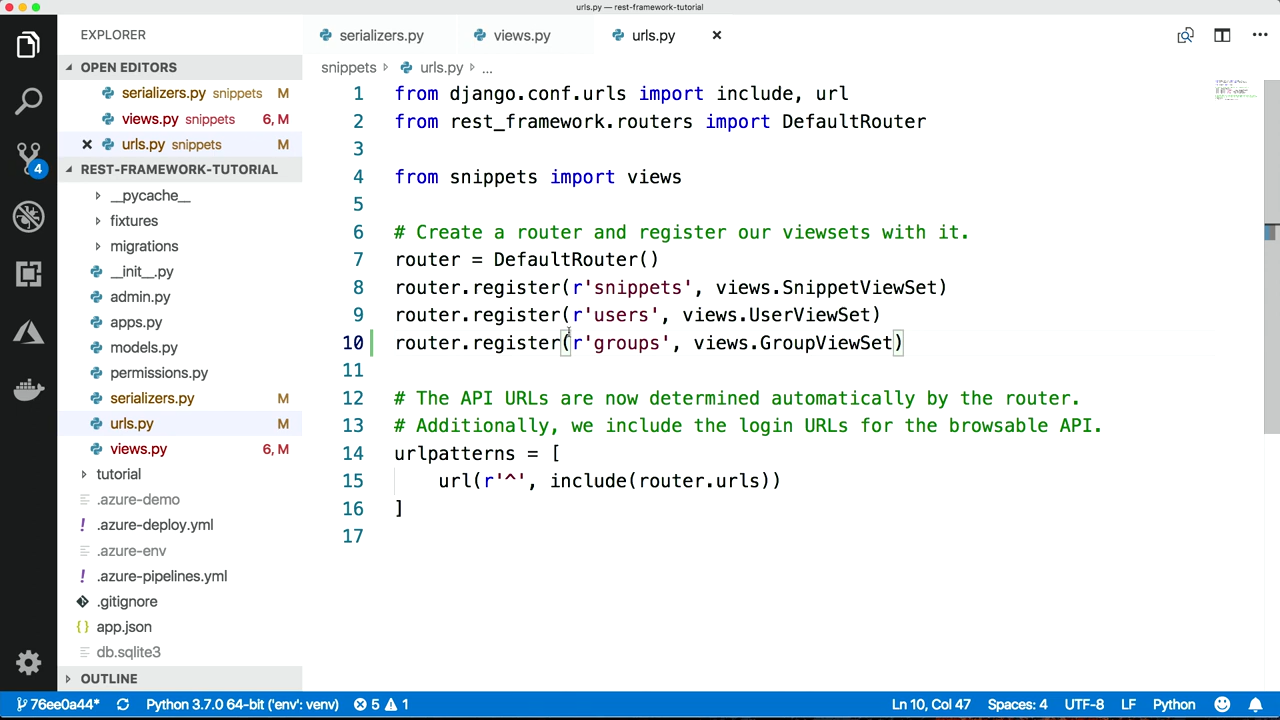 urls.py — rest-framework-tutorial
EXPLORER
OPEN EDITORS
serializers.py snippets M
views.py snippets 6, M
urls.py snippets M
REST-FRAMEWORK-TUTORIAL
__pycache__
fixtures
migrations
__init__.py
admin.py
apps.py
models.py
permissions.py
serializers.py M
urls.py M
views.py 6, M
tutorial
.azure-demo
.azure-deploy.yml
.azure-env
.azure-pipelines.yml
.gitignore
app.json
db.sqlite3
OUTLINE
4
serializers.py views.py urls.py
snippets urls.py ...
1 from django.conf.urls import include, url
2 from rest_framework.routers import DefaultRouter
3
4 from snippets import views
5
6 # Create a router and register our viewsets with it.
7 router = DefaultRouter()
8 router.register(r'snippets', views.SnippetViewSet)
9 router.register(r'users', views.UserViewSet)
10 router.register(r'groups', views.GroupViewSet)
11
12 # The API URLs are now determined automatically by the router.
13 # Additionally, we include the login URLs for the browsable API.
14 urlpatterns = [
15     url(r'^', include(router.urls))
16 ]
17
76ee0a44* Python 3.7.0 64-bit ('env': venv) 5 1 Ln 10, Col 47 Spaces: 4 UTF-8 LF Python